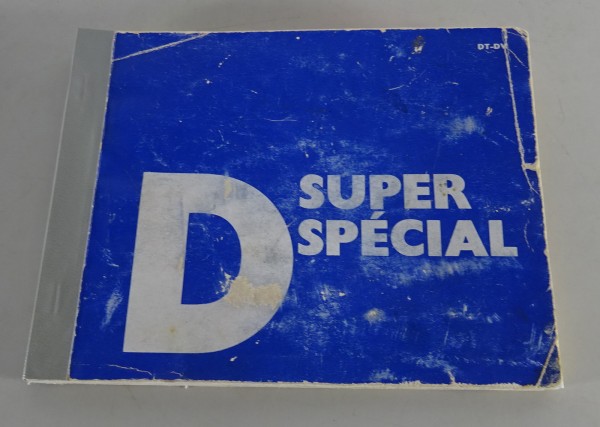 DT-DV
D SUPER
SPÉCIAL